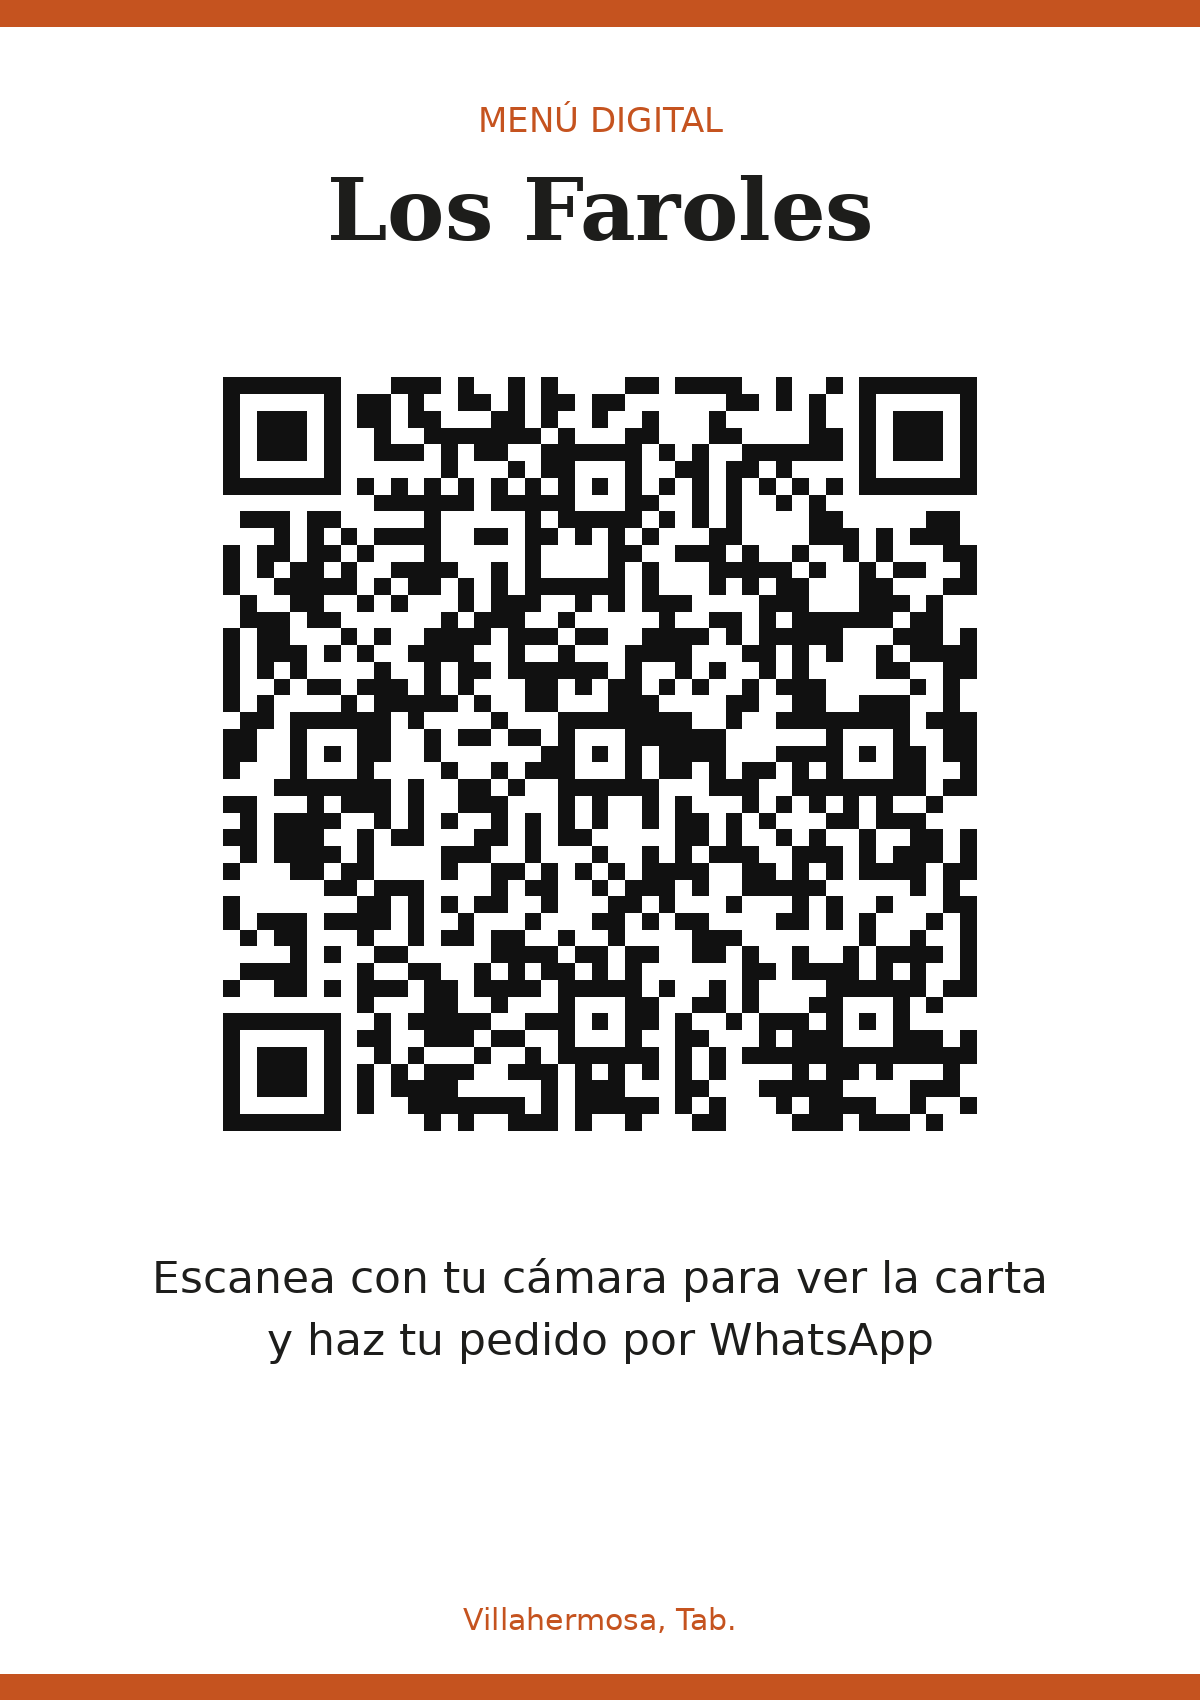 MENÚ DIGITAL
Los Faroles
Escanea con tu cámara para ver la carta
y haz tu pedido por WhatsApp
Villahermosa, Tab.